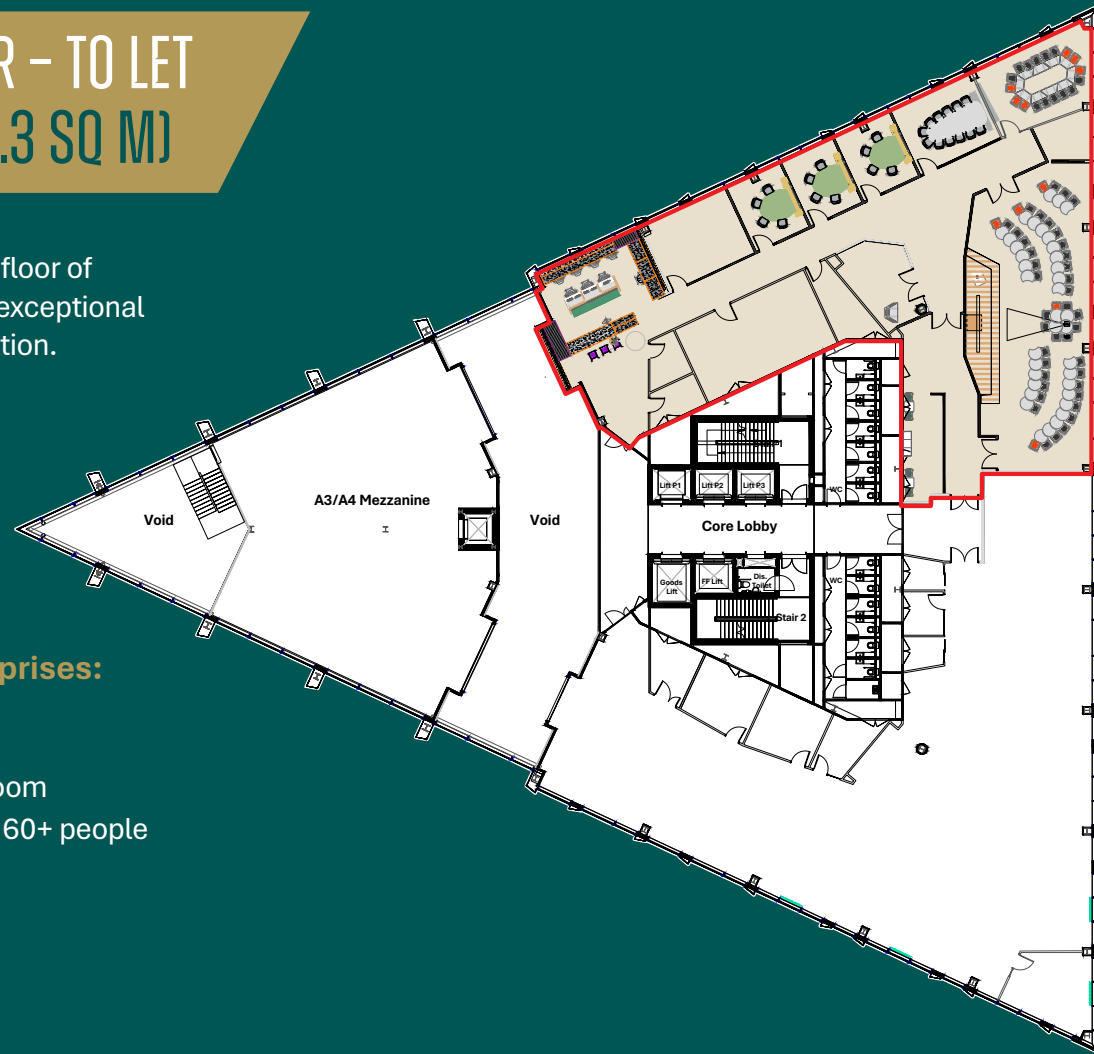 R – TO LET
.3 SQ M)
floor of
exceptional
tion.
prises:
oom
60+ people
Void
A3/A4 Mezzanine
Void
Lift P1
Lift P2
Lift P3
WC
Core Lobby
Goods
Lift
FF Lift
Dis.
Toilet
WC
Stair 2